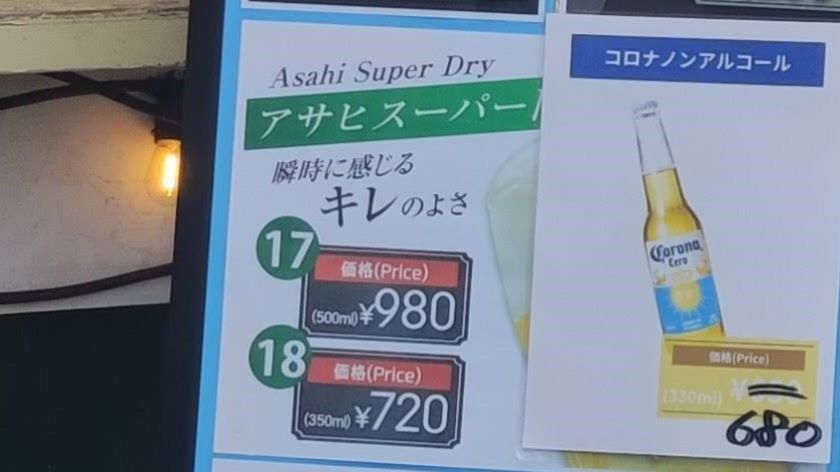 Asahi Super Dry
アサヒスーパー
瞬時に感じる
キレのよさ
17
価格(Price)
(500ml)¥980
18
価格(Price)
(350ml)¥720
コロナノンアルコール
Corona
Cero
価格(Price)
(330ml) ¥
680